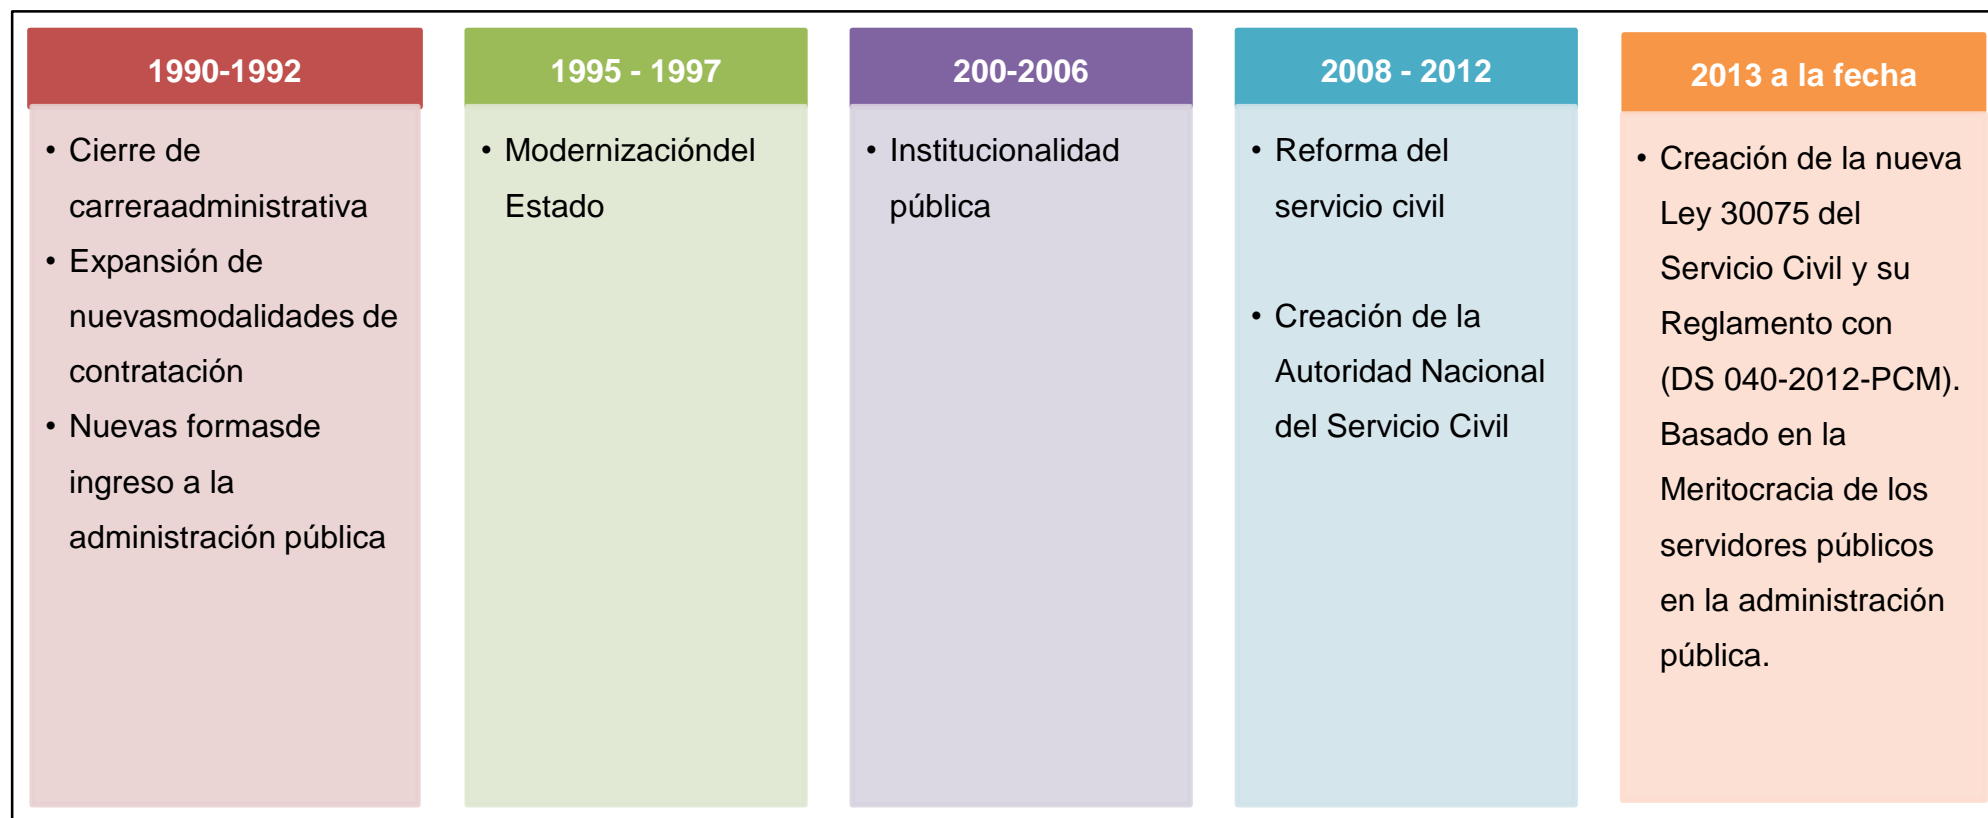 1990-1992
• Cierre de
carreraadministrativa
• Expansión de
nuevasmodalidades de
contratación
• Nuevas formasde
ingreso a la
administración pública
1995 - 1997
• Modernizacióndel
Estado
200-2006
• Institucionalidad
pública
2008 - 2012
• Reforma del
servicio civil
• Creación de la
Autoridad Nacional
del Servicio Civil
2013 a la fecha
• Creación de la nueva
Ley 30075 del
Servicio Civil y su
Reglamento con
(DS 040-2012-PCM).
Basado en la
Meritocracia de los
servidores públicos
en la administración
pública.